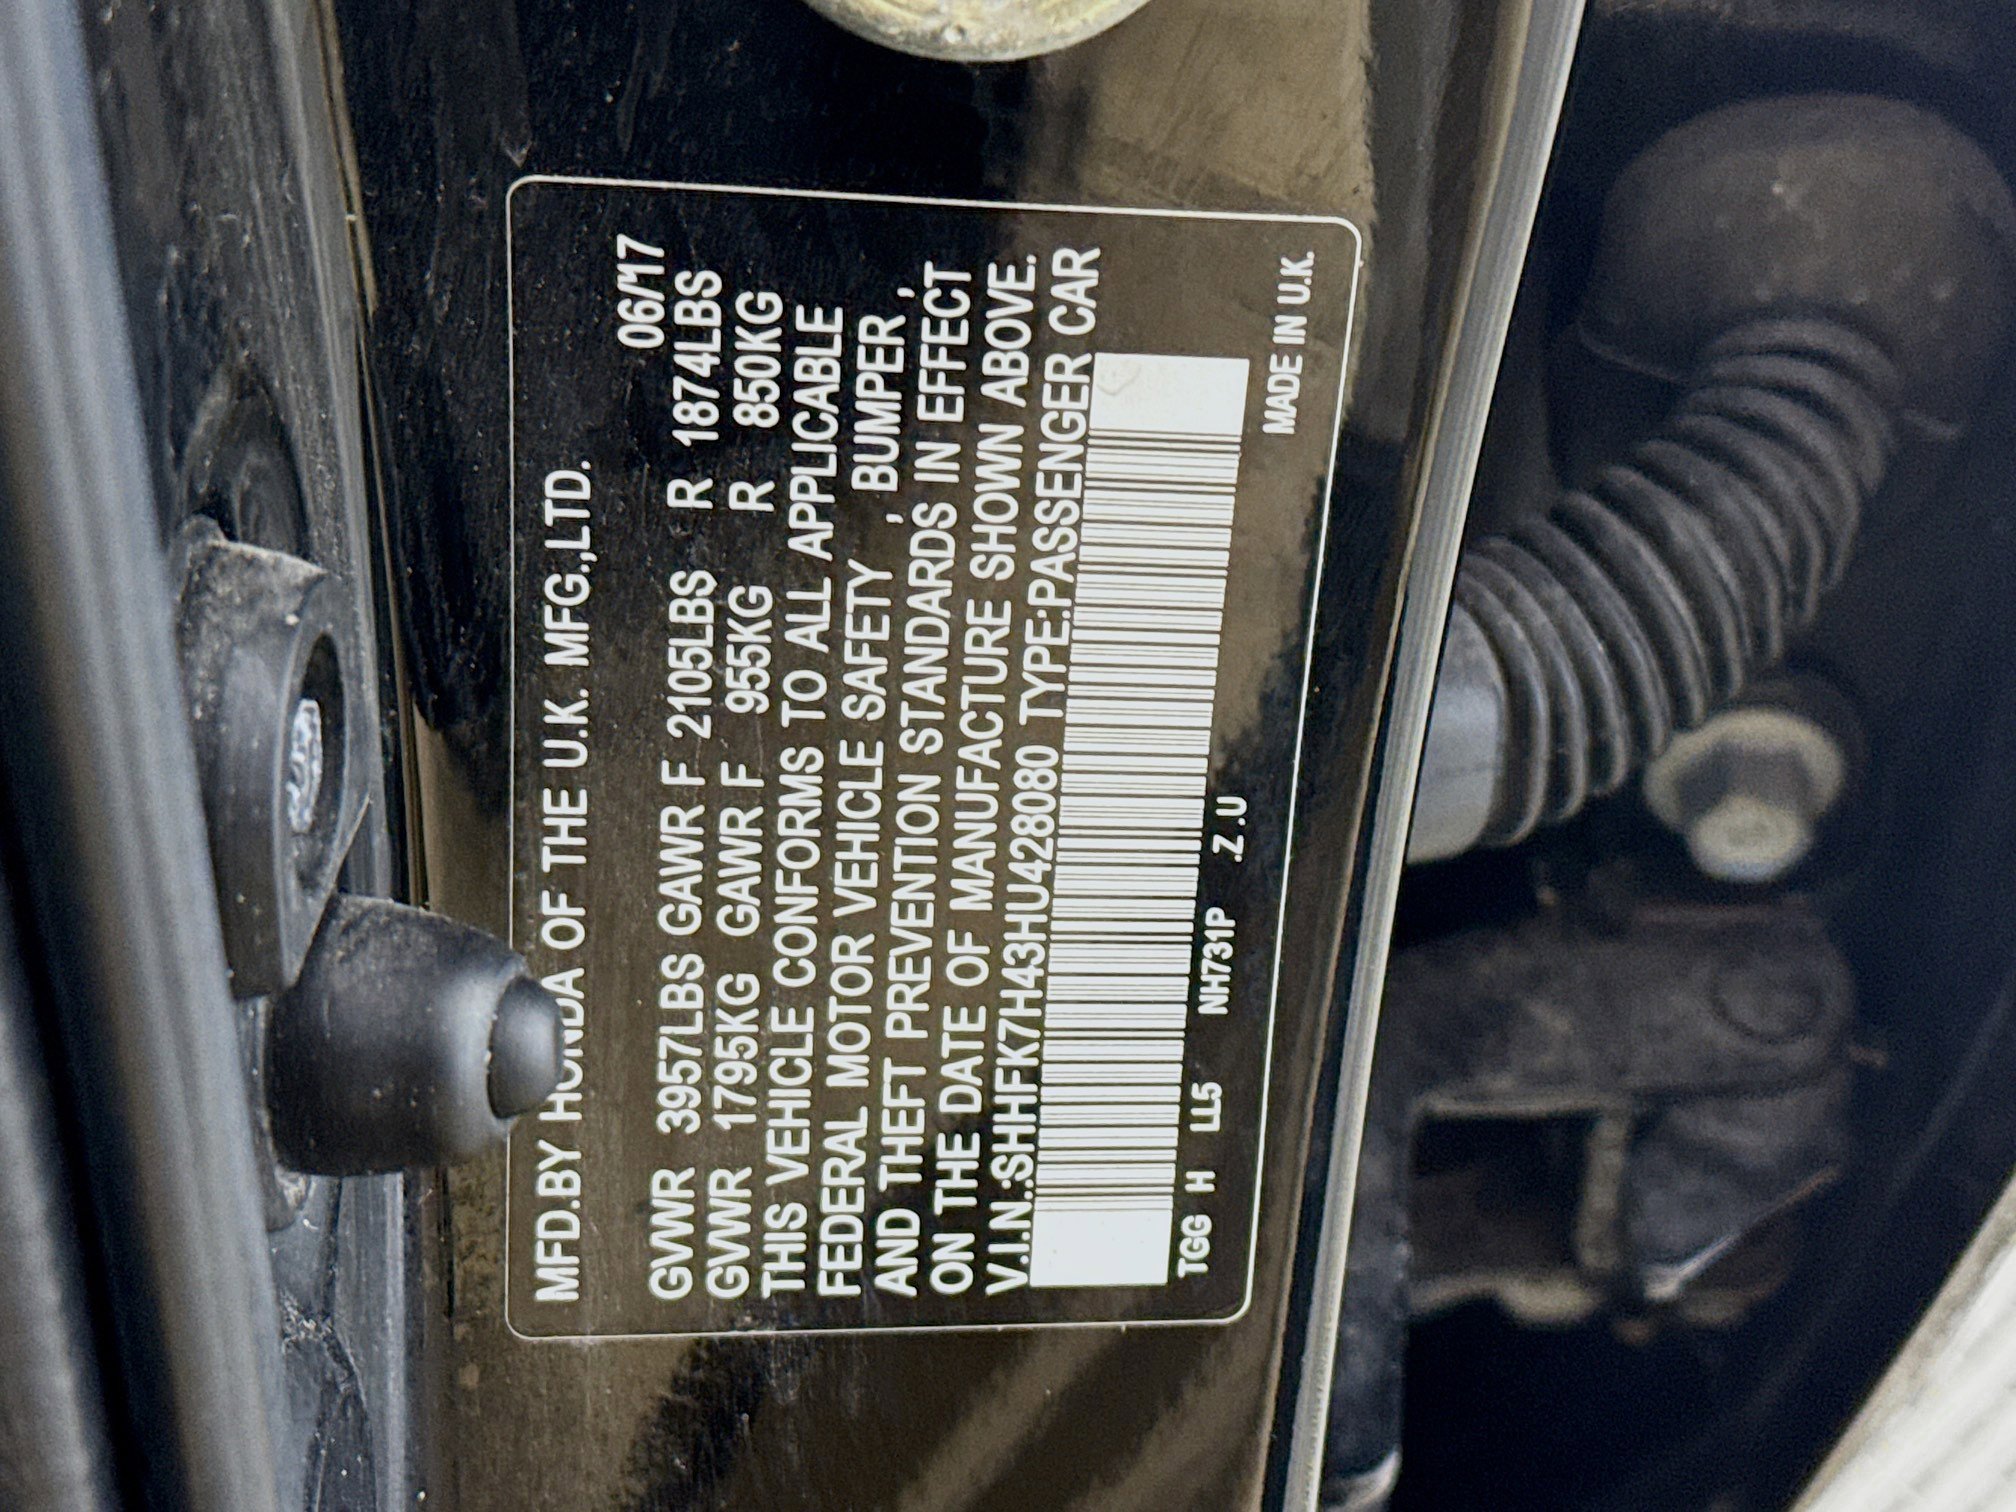 MFD.BY HONDA OF THE U.K. MFG.,LTD.
06/17
GVWR 3957LBS GAWR F 2105LBS R 1874LBS
GVWR 1795KG GAWR F 955KG R 850KG
THIS VEHICLE CONFORMS TO ALL APPLICABLE
FEDERAL MOTOR VEHICLE SAFETY , BUMPER ,
AND THEFT PREVENTION STANDARDS IN EFFECT
ON THE DATE OF MANUFACTURE SHOWN ABOVE.
V.I.N.:SHHFK7H43HU428080 TYPE:PASSENGER CAR
TGG H LL5 NH731P .Z .U
MADE IN U.K.